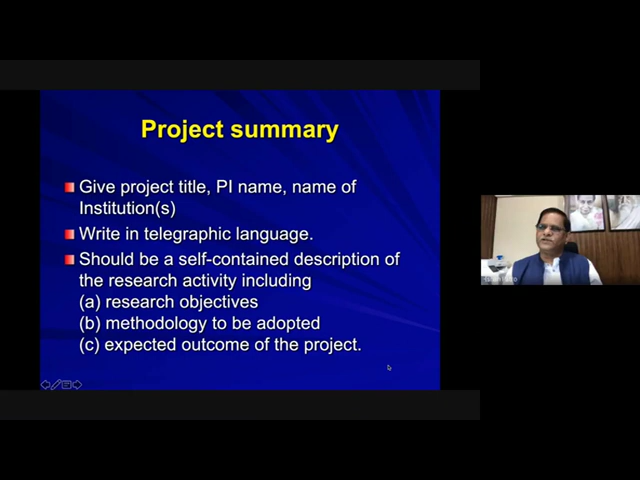 Project summary
Give project title, PI name, name of
Institution(s)
Write in telegraphic language.
Should be a self-contained description of
the research activity including
(a) research objectives
(b) methodology to be adopted
(c) expected outcome of the project.